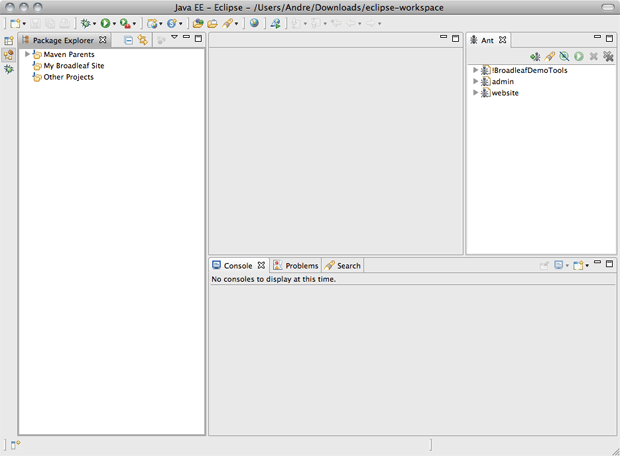 Java EE - Eclipse - /Users/Andre/Downloads/eclipse-workspace
Package Explorer
Maven Parents
My Broadleaf Site
Other Projects
Ant
!BroadleafDemoTools
admin
website
Console
Problems
Search
No consoles to display at this time.